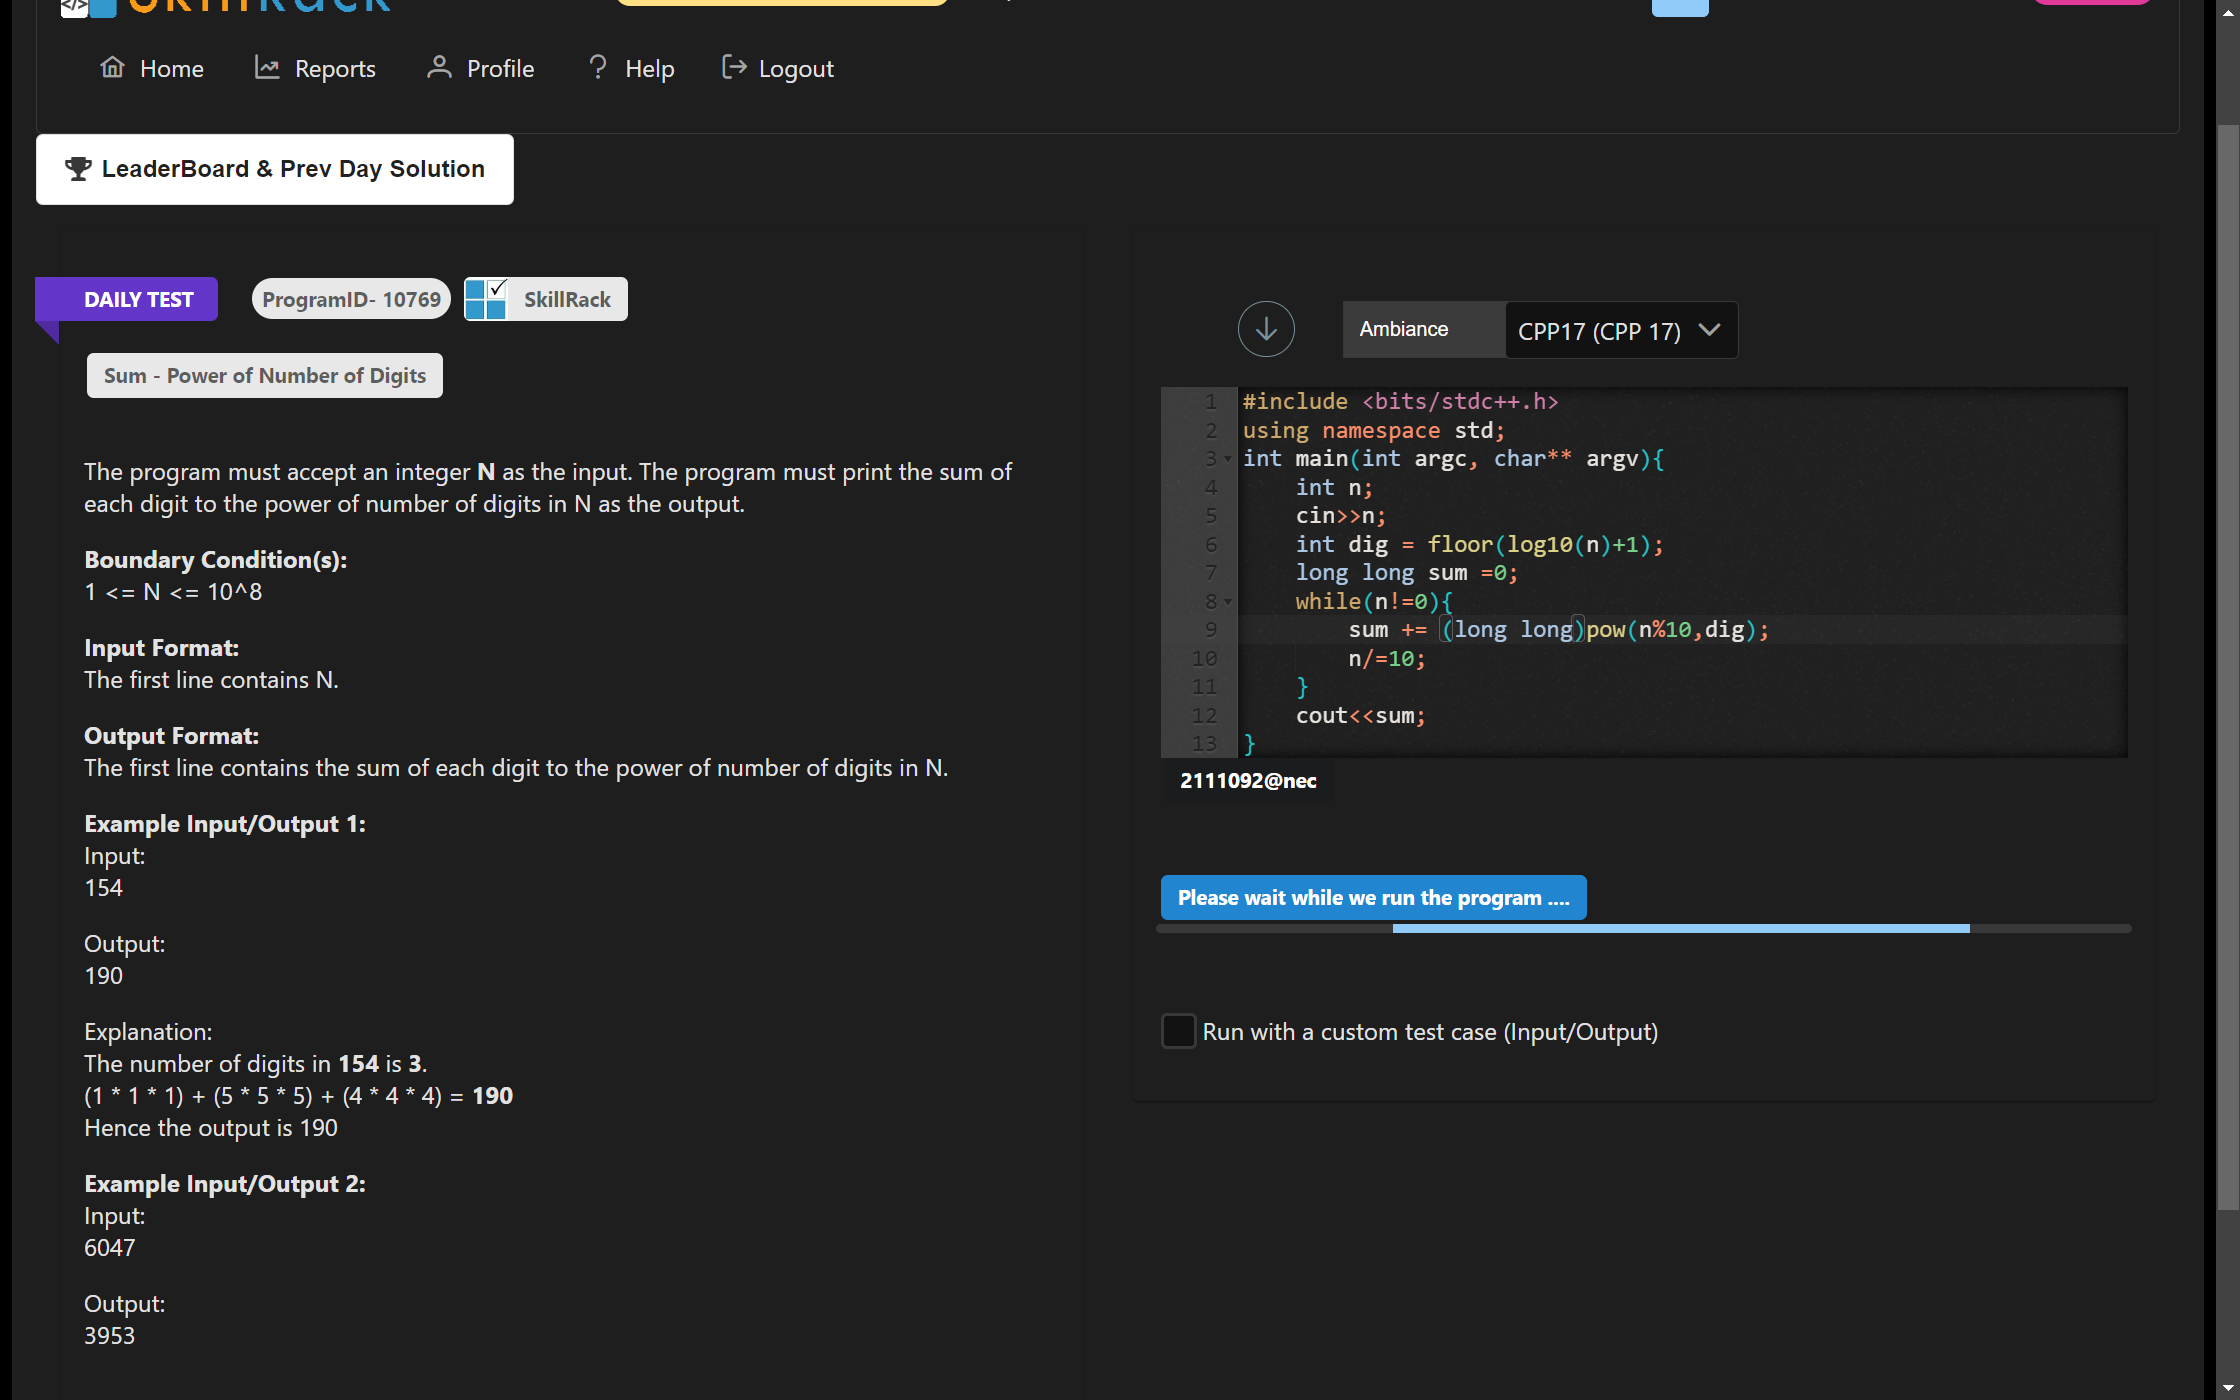 </>
Home Reports Profile ? Help Logout
LeaderBoard & Prev Day Solution
DAILY TEST ProgramID- 10769 SkillRack
Sum - Power of Number of Digits
The program must accept an integer N as the input. The program must print the sum of
each digit to the power of number of digits in N as the output.
Boundary Condition(s):
1 <= N <= 10^8
Input Format:
The first line contains N.
Output Format:
The first line contains the sum of each digit to the power of number of digits in N.
Example Input/Output 1:
Input:
154
Output:
190
Explanation:
The number of digits in 154 is 3.
(1 * 1 * 1) + (5 * 5 * 5) + (4 * 4 * 4) = 190
Hence the output is 190
Example Input/Output 2:
Input:
6047
Output:
3953
Ambiance CPP17 (CPP 17)
1 #include <bits/stdc++.h>
2 using namespace std;
3 int main(int argc, char** argv){
4 int n;
5 cin>>n;
6 int dig = floor(log10(n)+1);
7 long long sum =0;
8 while(n!=0){
9 sum += (long long)pow(n%10,dig);
10 n/=10;
11 }
12 cout<<sum;
13 }
2111092@nec
Please wait while we run the program ....
Run with a custom test case (Input/Output)